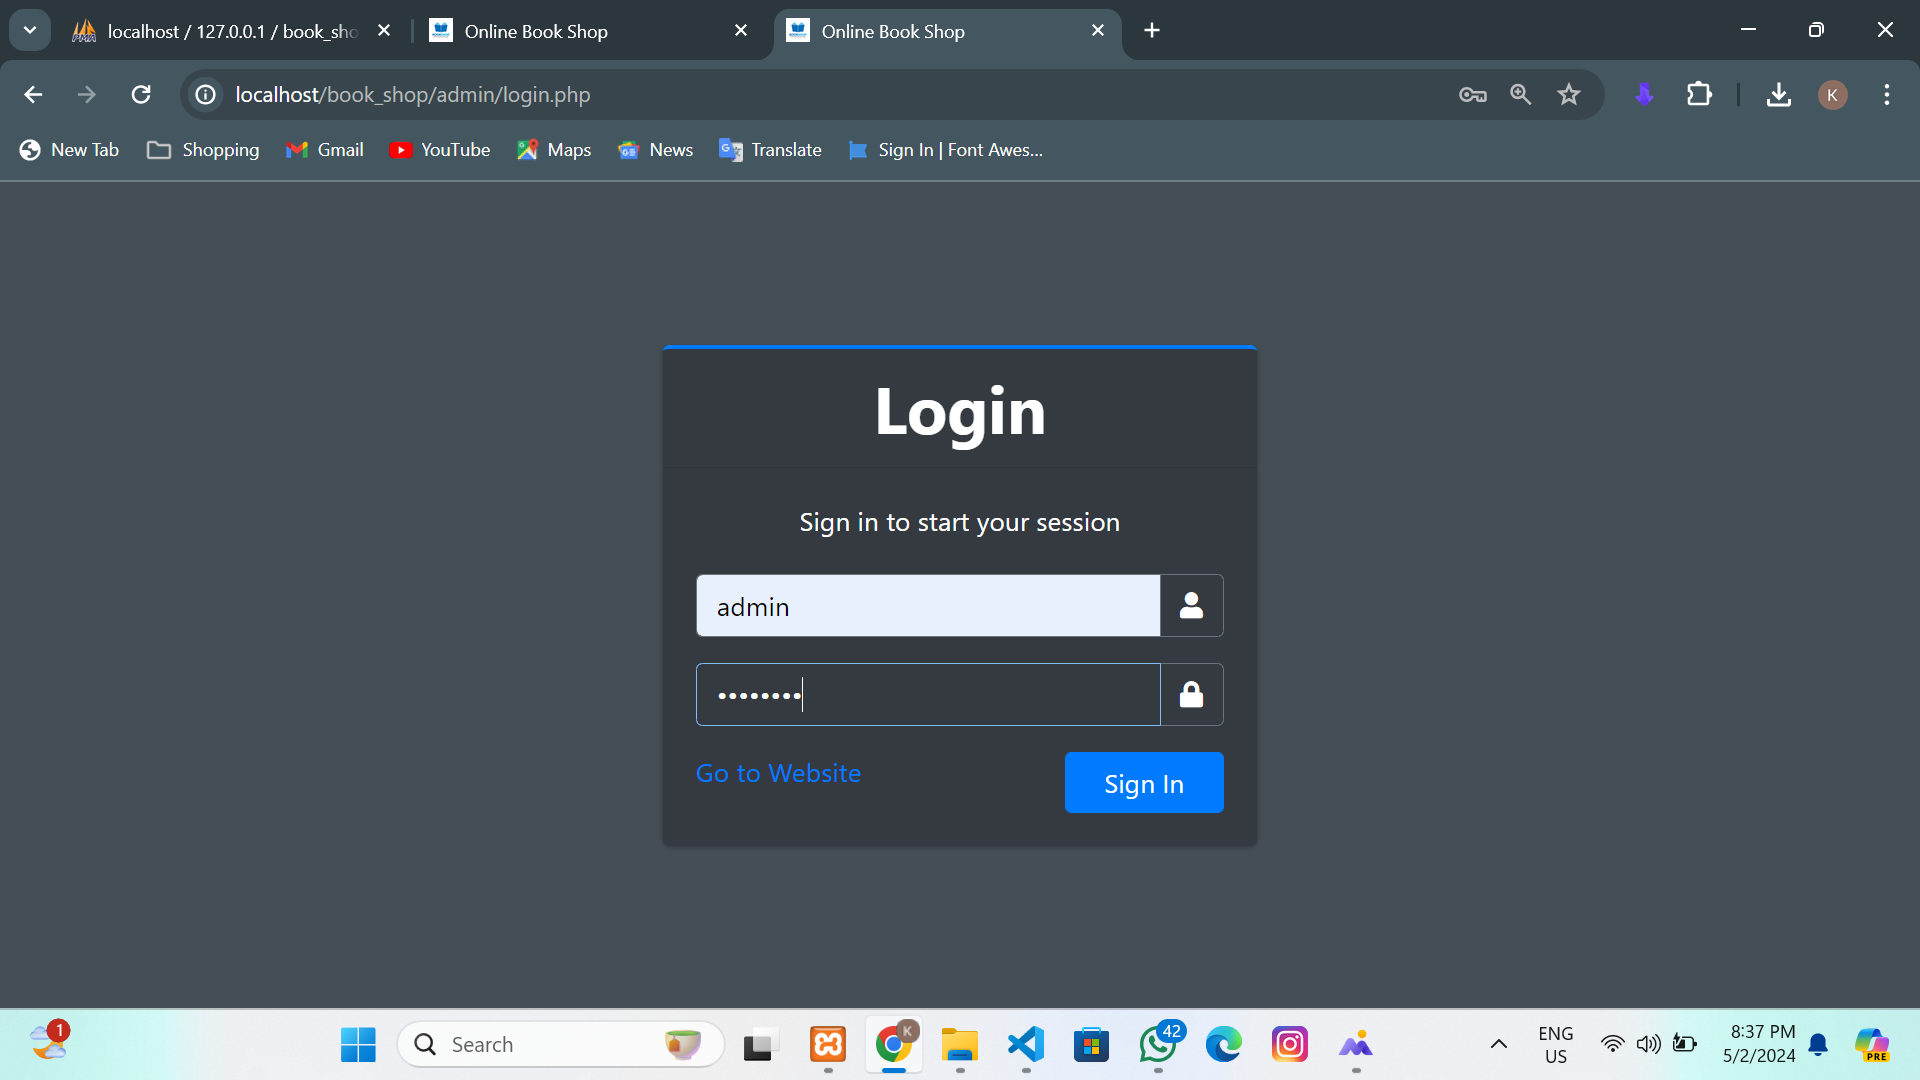 localhost / 127.0.0.1 / book_sho
Online Book Shop
Online Book Shop
localhost/book_shop/admin/login.php
K
New Tab
Shopping
Gmail
YouTube
Maps
News
Translate
Sign In | Font Awes...
Login
Sign in to start your session
admin
••••••••
Go to Website
Sign In
1
Search
K
42
ENG
US
8:37 PM
5/2/2024
PRE